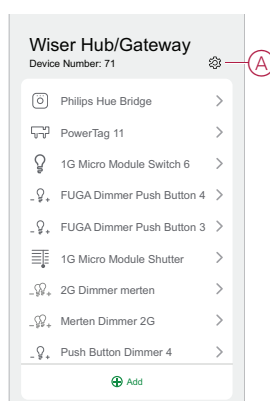 Wiser Hub/Gateway
Device Number: 71
A
Philips Hue Bridge
PowerTag 11
1G Micro Module Switch 6
FUGA Dimmer Push Button 4
FUGA Dimmer Push Button 3
1G Micro Module Shutter
2G Dimmer merten
Merten Dimmer 2G
Push Button Dimmer 4
Add